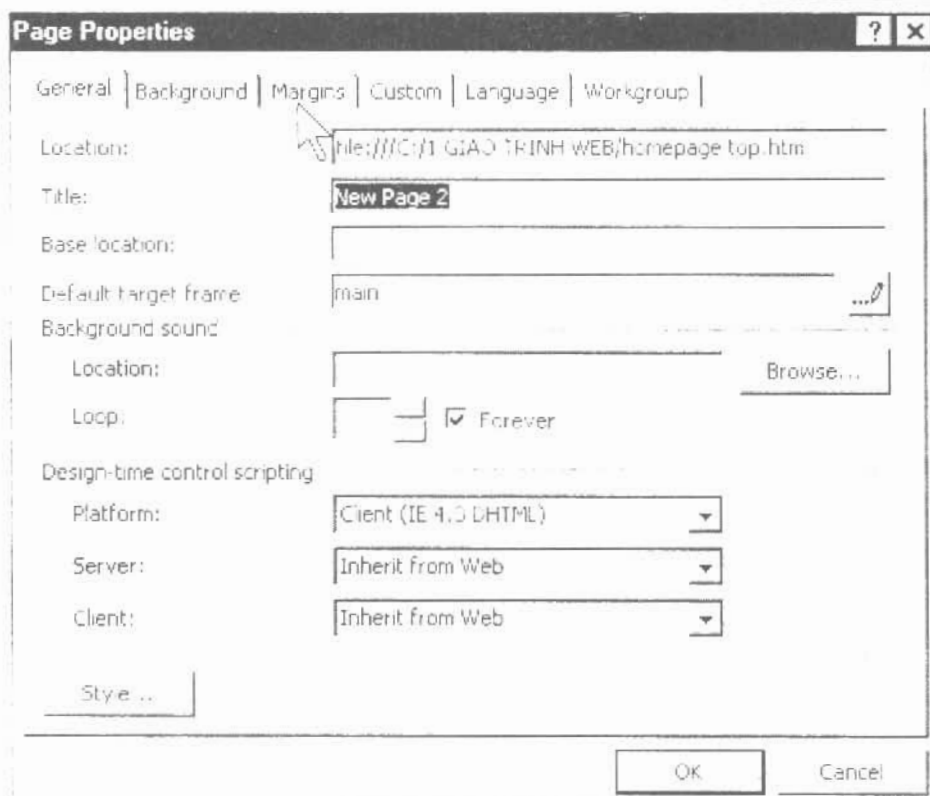 Page Properties ? ×
General Background Margins Custom Language Workgroup
Location: file:///C:/1 GIAO TRINH WEB/homepage top.htm
Title: New Page 2
Base location:
Default target frame main ...
Background sound
Location: Browse...
Loop: Forever
Design-time control scripting
Platform: Client (IE 4.0 DHTML)
Server: Inherit from Web
Client: Inherit from Web
Style...
OK Cancel